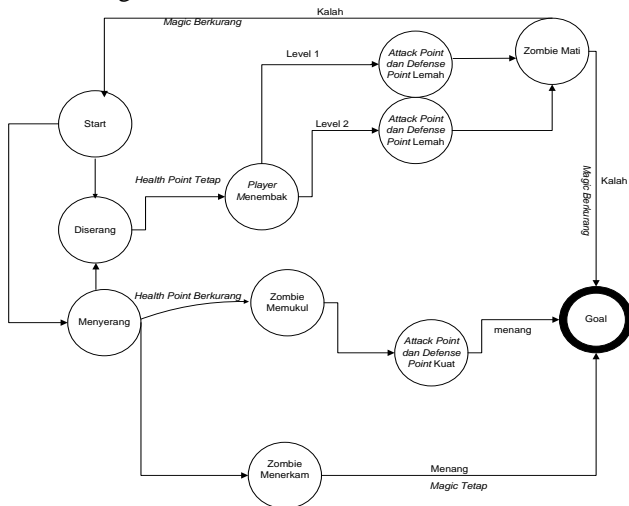 Kalah
Magic Berkurang
Level 1
Attack Point
dan Defense
Point Lemah
Zombie Mati
Start
Level 2
Attack Point
dan Defense
Point Lemah
Health Point Tetap
Player
Menembak
Magic Berkurang
Kalah
Diserang
Menyerang
Health Point Berkurang
Zombie
Memukul
Attack Point
dan Defense
Point Kuat
menang
Goal
Zombie
Menerkam
Menang
Magic Tetap